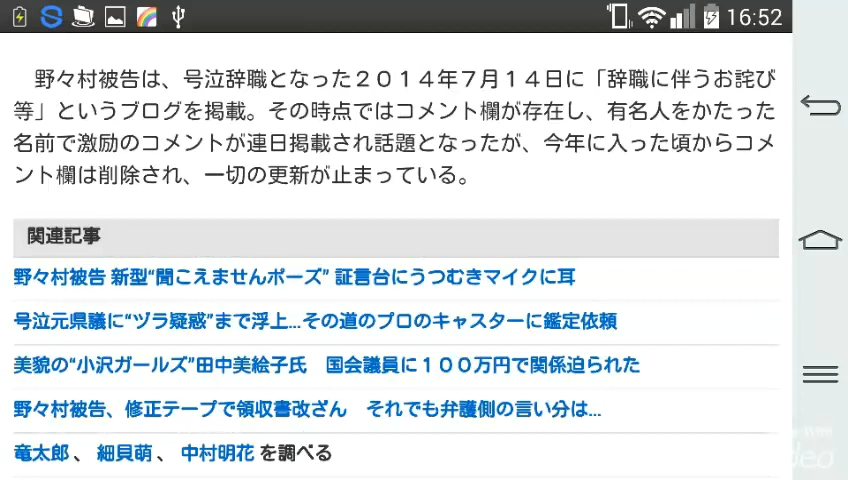 16:52
野々村被告は、号泣辞職となった２０１４年７月１４日に「辞職に伴うお詫び
等」というブログを掲載。その時点ではコメント欄が存在し、有名人をかたった
名前で激励のコメントが連日掲載され話題となったが、今年に入った頃からコメ
ント欄は削除され、一切の更新が止まっている。
関連記事
野々村被告 新型“聞こえませんポーズ” 証言台にうつむきマイクに耳
号泣元県議に“ヅラ疑惑”まで浮上...その道のプロのキャスターに鑑定依頼
美貌の“小沢ガールズ”田中美絵子氏　国会議員に１００万円で関係迫られた
野々村被告、修正テープで領収書改ざん　それでも弁護側の言い分は...
竜太郎 、 細貝萌 、 中村明花 を調べる